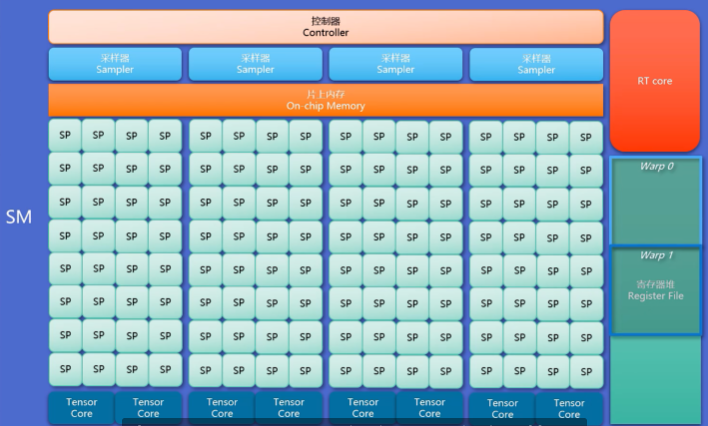 控制器
Controller
采样器 采样器 采样器 采样器
Sampler Sampler Sampler Sampler
片上内存
On-chip Memory
RT core
SP SP SP SP SP SP SP SP SP SP SP SP SP SP SP SP
SP SP SP SP SP SP SP SP SP SP SP SP SP SP SP SP
Warp 0
SP SP SP SP SP SP SP SP SP SP SP SP SP SP SP SP
SM
SP SP SP SP SP SP SP SP SP SP SP SP SP SP SP SP
Warp 1
SP SP SP SP SP SP SP SP SP SP SP SP SP SP SP SP
寄存器堆
Register File
SP SP SP SP SP SP SP SP SP SP SP SP SP SP SP SP
SP SP SP SP SP SP SP SP SP SP SP SP SP SP SP SP
SP SP SP SP SP SP SP SP SP SP SP SP SP SP SP SP
Tensor Tensor Tensor Tensor Tensor Tensor Tensor Tensor
Core Core Core Core Core Core Core Core